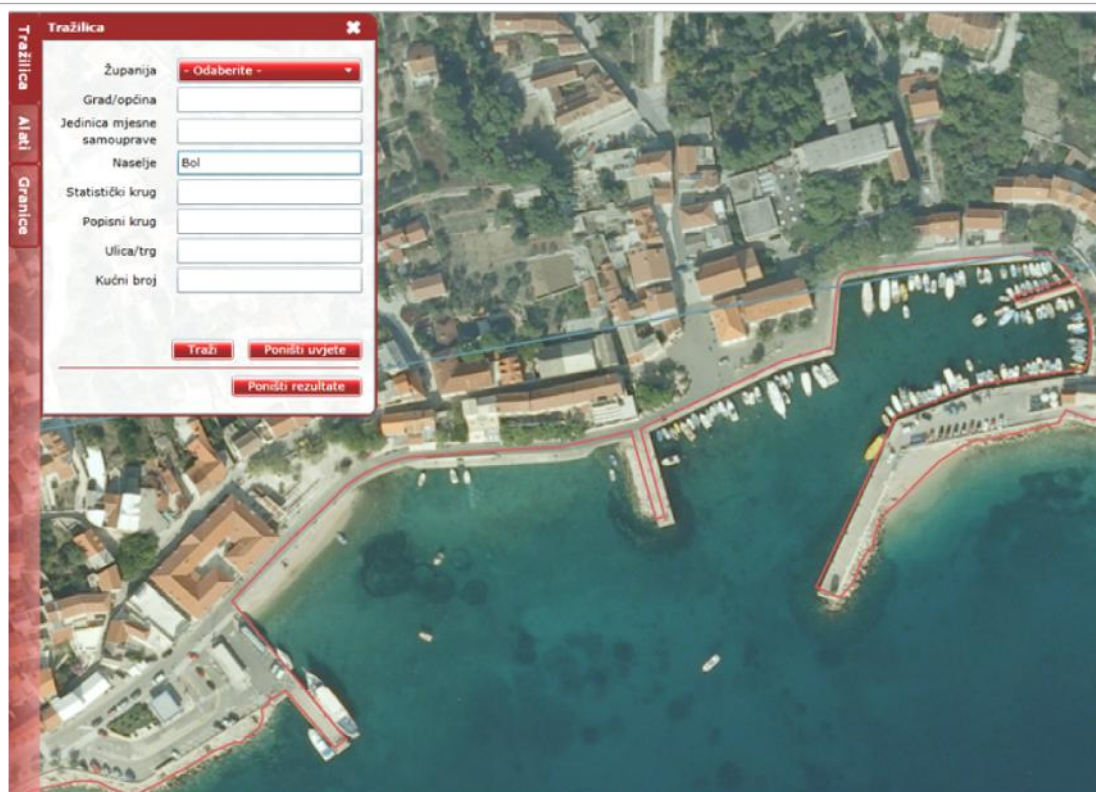 Tražilica
Alati
Granice
Tražilica
Županija
- Odaberite -
Grad/općina
Jedinica mjesne
samouprave
Naselje
Bol
Statistički krug
Popisni krug
Ulica/trg
Kućni broj
Traži
Poništi uvjete
Poništi rezultate